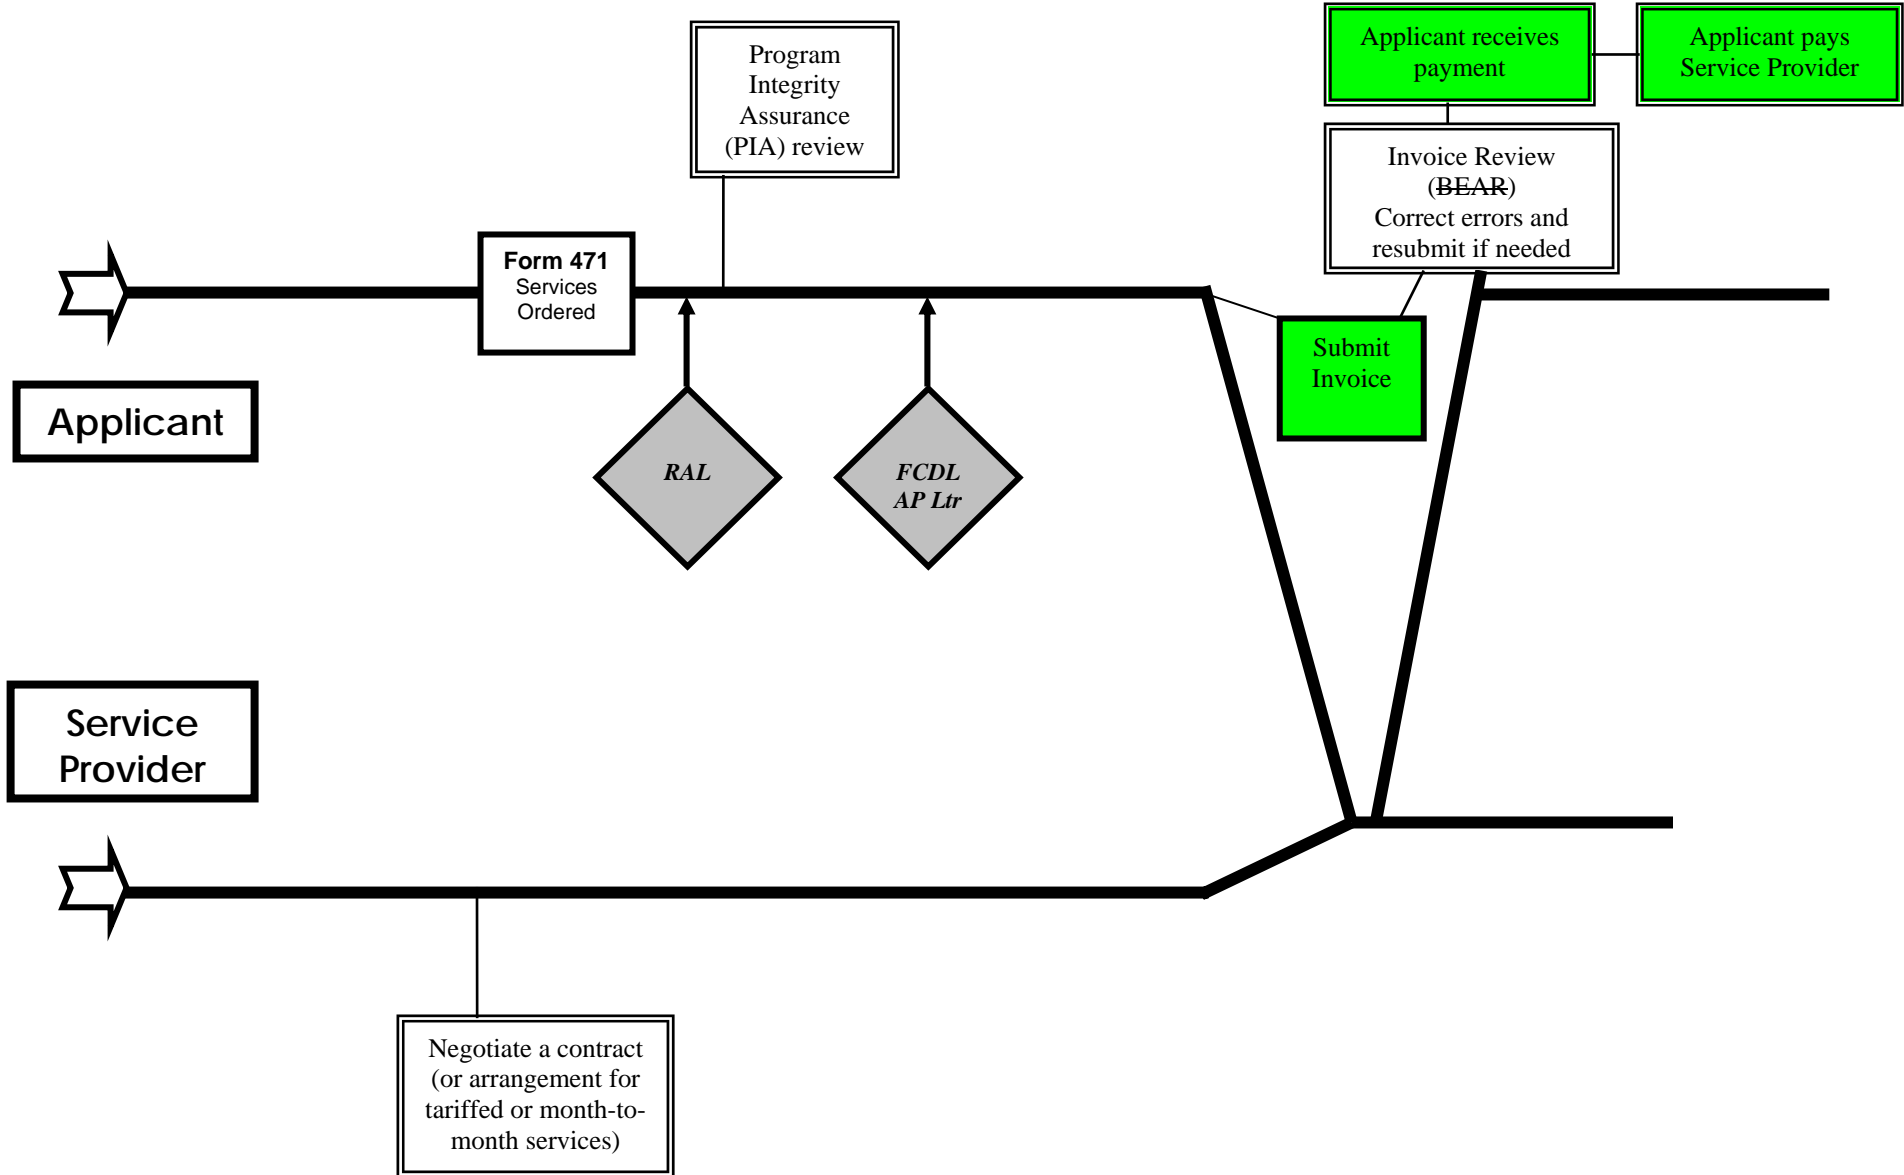 Applicant receives
payment
Applicant pays
Service Provider
Program
Integrity
Assurance
(PIA) review
Invoice Review
(BEAR)
Correct errors and
resubmit if needed
Form 471
Services
Ordered
Submit
Invoice
Applicant
RAL
FCDL
AP Ltr
Service
Provider
Negotiate a contract
(or arrangement for
tariffed or month-to-
month services)